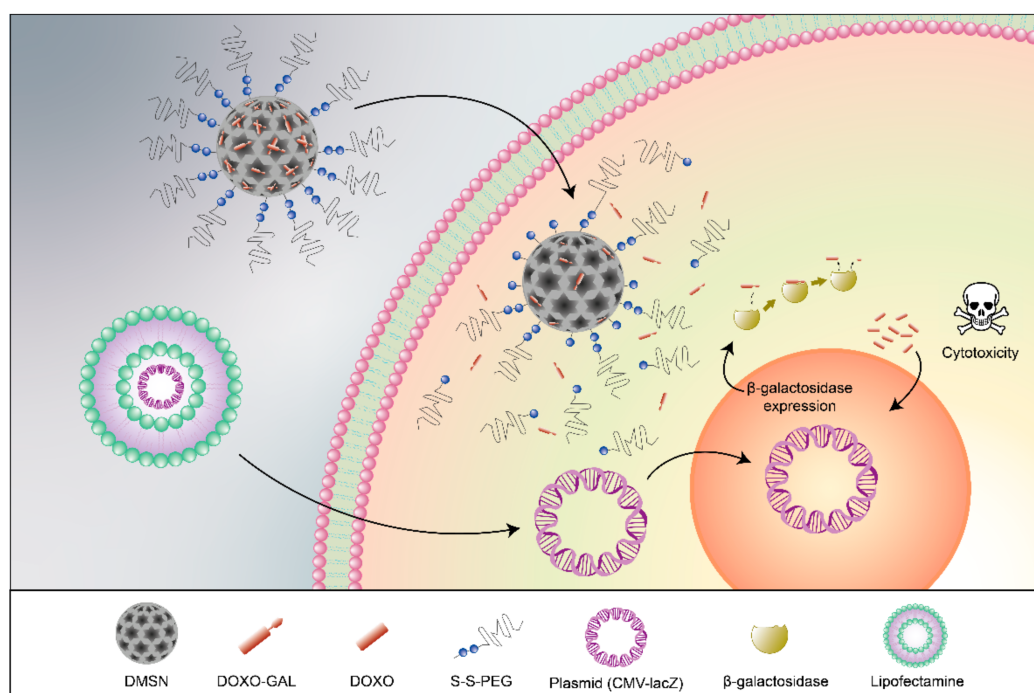 Cytotoxicity
β-galactosidase
expression
DMSN
DOXO-GAL
DOXO
S-S-PEG
Plasmid (CMV-lacZ)
β-galactosidase
Lipofectamine